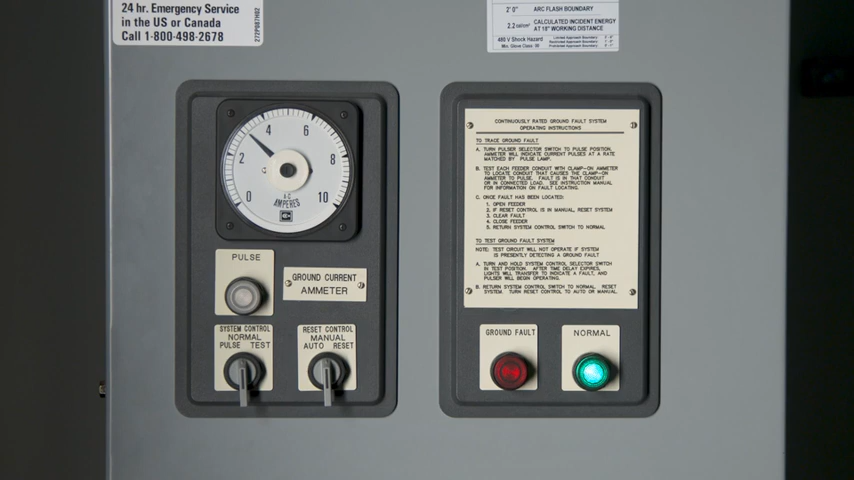 24 hr. Emergency Service
in the US or Canada
Call 1-800-498-2678
2' 0" ARC FLASH BOUNDARY
2.2 cal/cm² CALCULATED INCIDENT ENERGY
AT 18" WORKING DISTANCE
480 V Shock Hazard
0 2 4 6 8 10
A-C
AMPERES
PULSE
GROUND CURRENT
AMMETER
SYSTEM CONTROL
NORMAL
PULSE TEST
RESET CONTROL
MANUAL
AUTO RESET
CONTINUOUSLY RATED GROUND FAULT SYSTEM
OPERATING INSTRUCTIONS
TO TRACE GROUND FAULT
A. TURN PULSER SELECTOR SWITCH TO PULSE POSITION,
AMMETER WILL INDICATE CURRENT PULSES AT A RATE
MATCHED BY PULSE LAMP.
B. TEST EACH FEEDER CONDUIT WITH CLAMP-ON AMMETER
TO LOCATE CONDUIT THAT CAUSES THE CLAMP-ON
AMMETER TO PULSE. FAULT IS IN THAT CONDUIT
OR IN CONNECTED LOAD. SEE INSTRUCTION MANUAL
FOR INFORMATION ON FAULT LOCATING.
C. ONCE FAULT HAS BEEN LOCATED:
1. OPEN FEEDER
2. IF RESET CONTROL IS IN MANUAL, RESET SYSTEM
3. CLEAR FAULT
4. CLOSE FEEDER
5. RETURN SYSTEM CONTROL SWITCH TO NORMAL
TO TEST GROUND FAULT SYSTEM
NOTE: TEST CIRCUIT WILL NOT OPERATE IF SYSTEM
IS PRESENTLY DETECTING A GROUND FAULT
A. TURN AND HOLD SYSTEM CONTROL SELECTOR SWITCH
IN TEST POSITION. AFTER TIME DELAY EXPIRES,
LIGHTS WILL TRANSFER TO INDICATE A FAULT, AND
PULSER WILL BEGIN OPERATING.
B. RETURN SYSTEM CONTROL SWITCH TO NORMAL. RESET
SYSTEM. TURN RESET CONTROL TO AUTO OR MANUAL.
GROUND FAULT
NORMAL